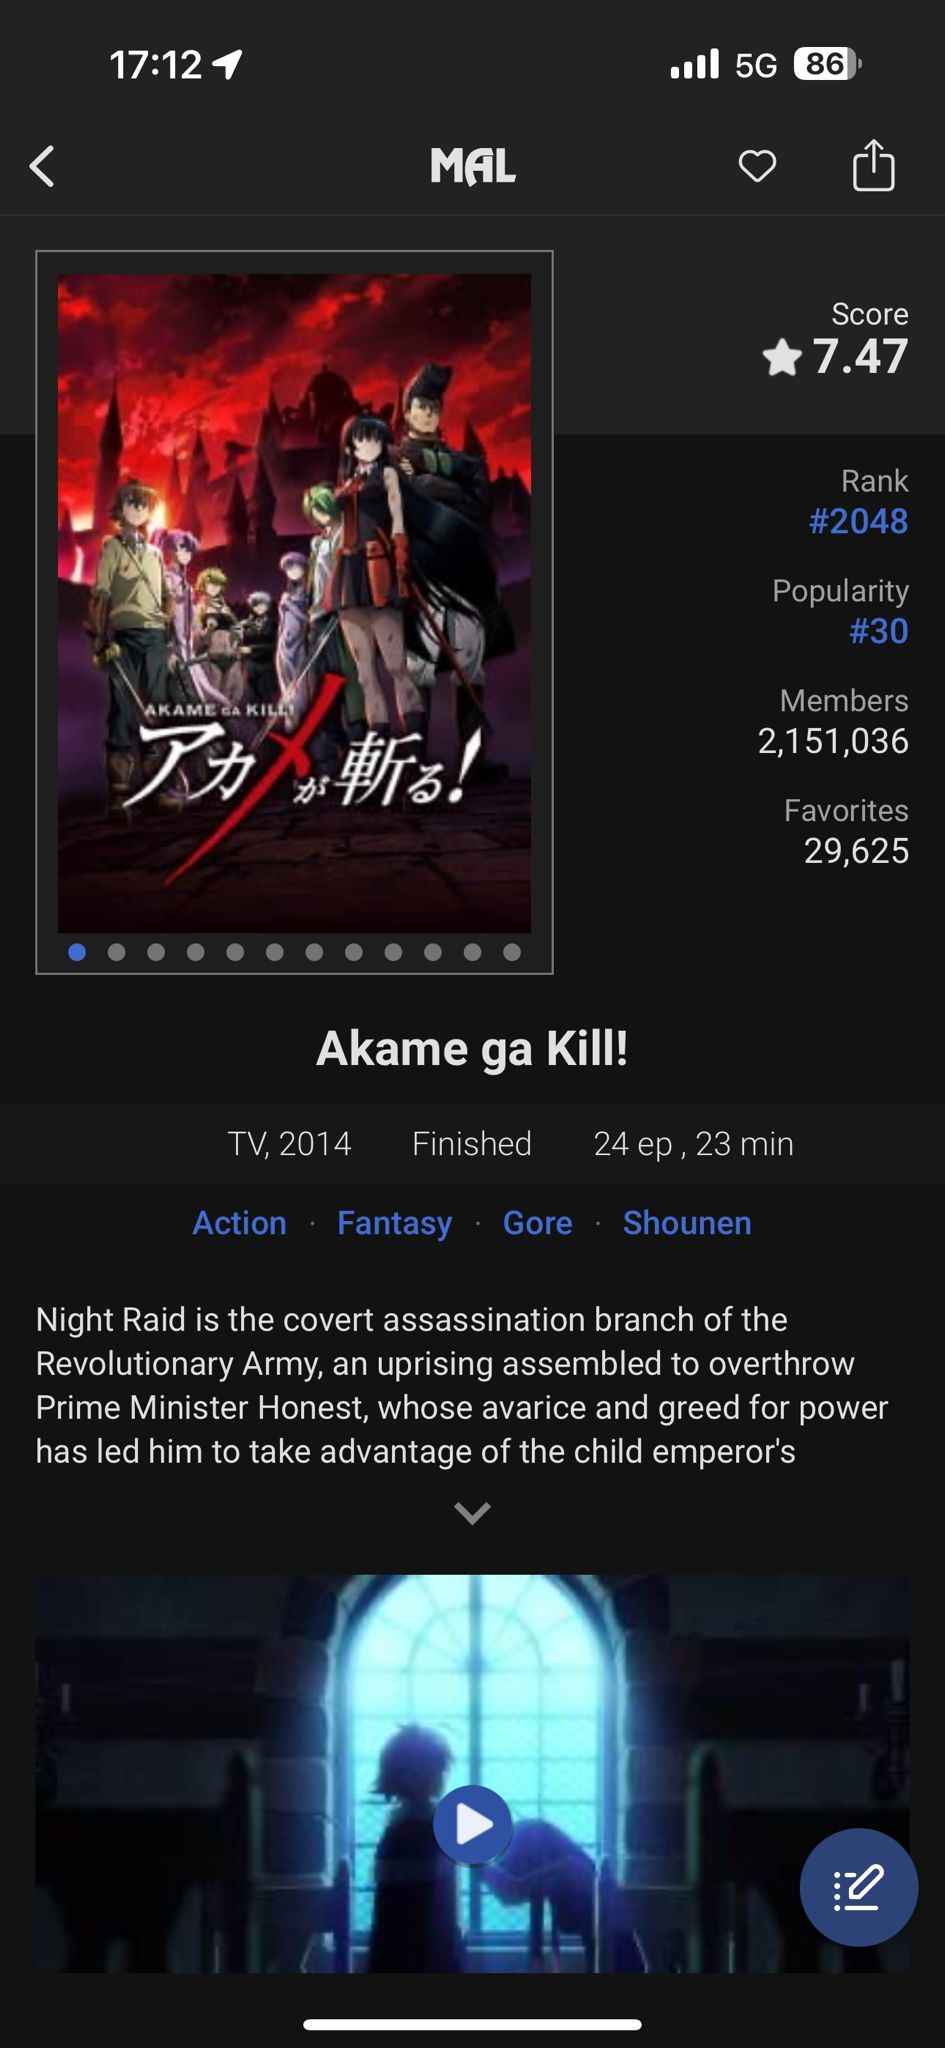 17:12
5G
86
MAL
Score
7.47
Rank
#2048
Popularity
#30
Members
2,151,036
Favorites
29,625
AKAME GA KILL!
アカメが斬る!
Akame ga Kill!
TV, 2014 Finished 24 ep , 23 min
Action · Fantasy · Gore · Shounen
Night Raid is the covert assassination branch of the
Revolutionary Army, an uprising assembled to overthrow
Prime Minister Honest, whose avarice and greed for power
has led him to take advantage of the child emperor's